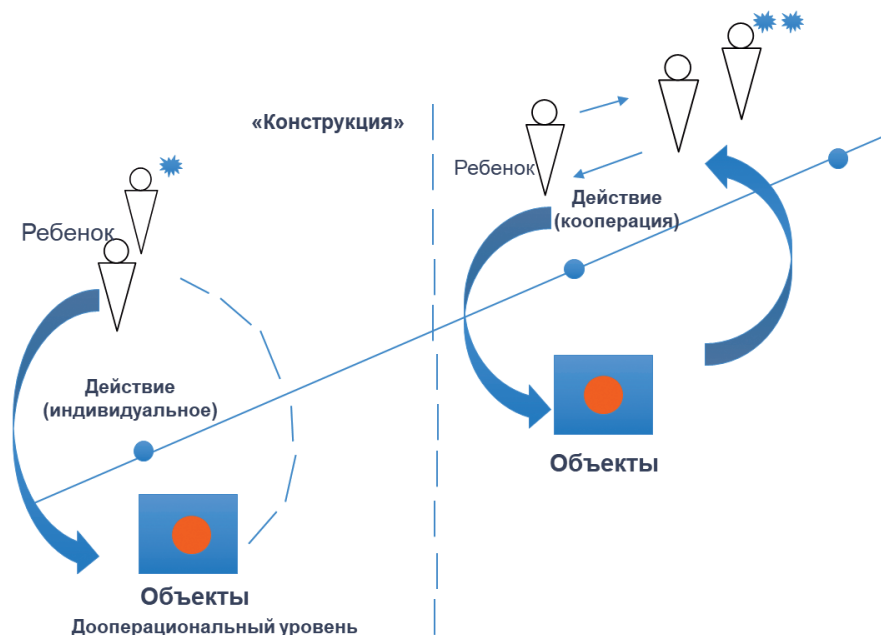 «Конструкция»
Ребенок
Действие
(индивидуальное)
Объекты
Дооперациональный уровень
Ребенок
Действие
(кооперация)
Объекты